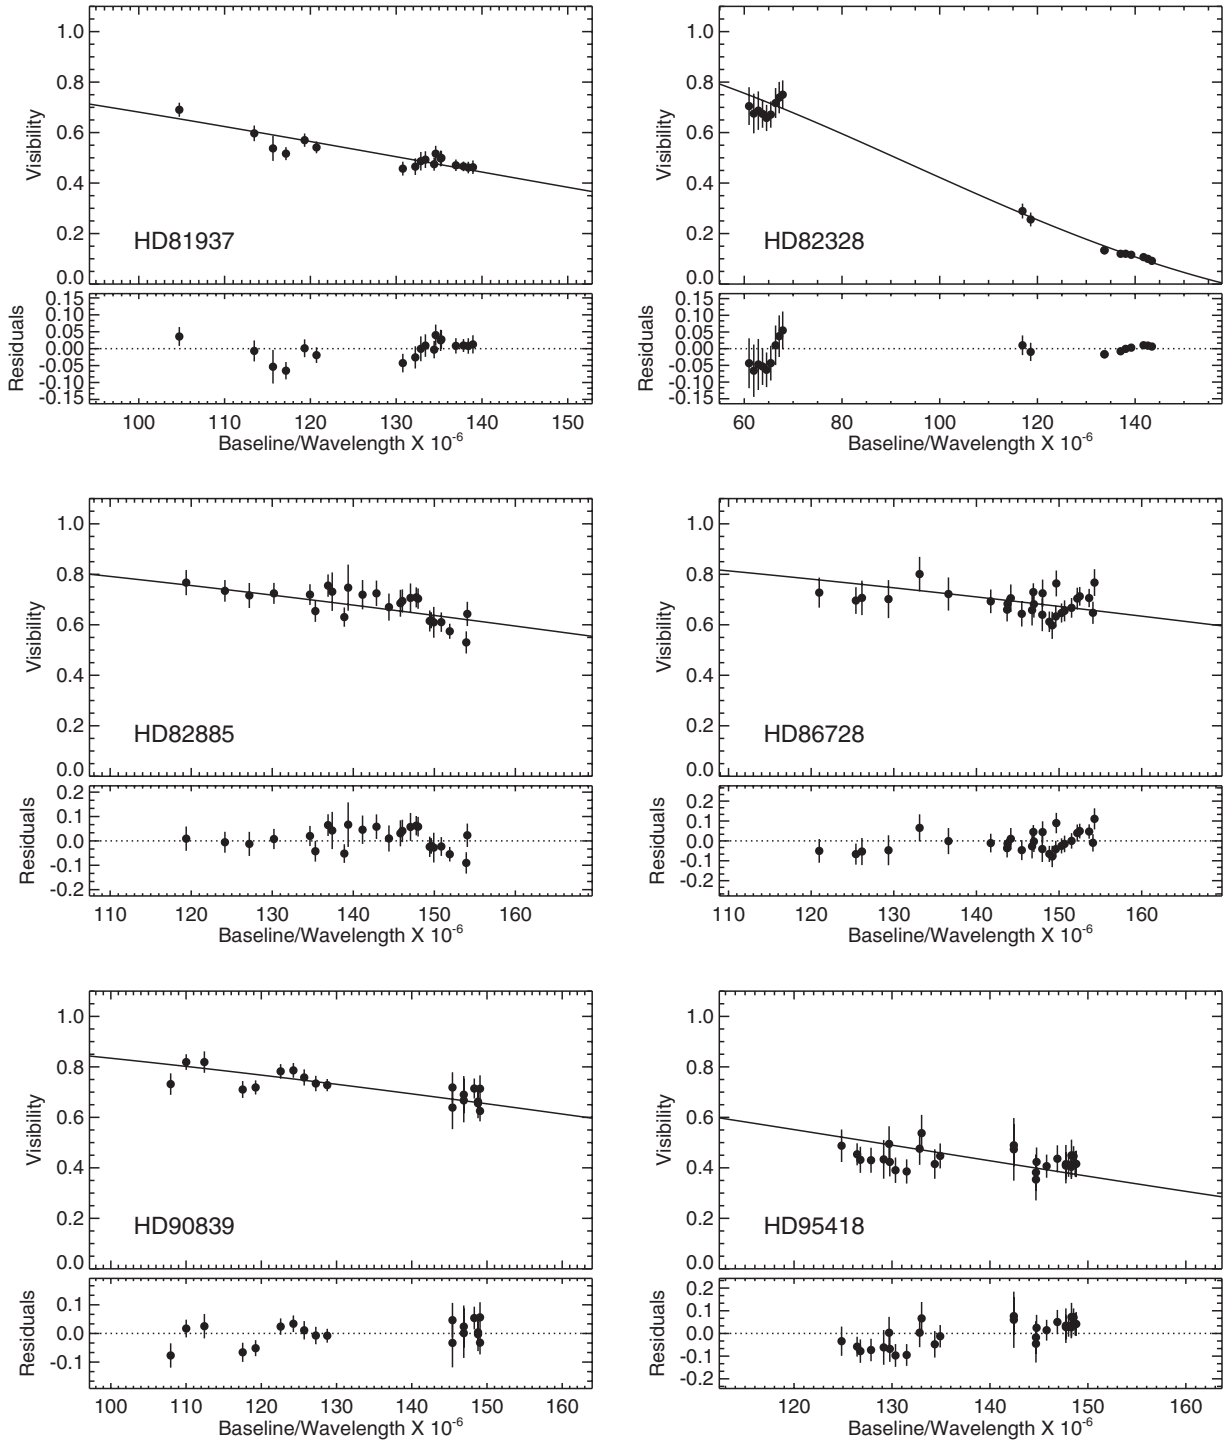 1.0
0.8
0.6
0.4
0.2
0.0
Visibility
HD81937
0.15
0.10
0.05
0.00
-0.05
-0.10
-0.15
Residuals
100 110 120 130 140 150
Baseline/Wavelength X 10⁻⁶
1.0
0.8
0.6
0.4
0.2
0.0
Visibility
HD82328
0.15
0.10
0.05
0.00
-0.05
-0.10
-0.15
Residuals
60 80 100 120 140
Baseline/Wavelength X 10⁻⁶
1.0
0.8
0.6
0.4
0.2
0.0
Visibility
HD82885
0.2
0.1
0.0
-0.1
-0.2
Residuals
110 120 130 140 150 160
Baseline/Wavelength X 10⁻⁶
1.0
0.8
0.6
0.4
0.2
0.0
Visibility
HD86728
0.2
0.1
0.0
-0.1
-0.2
Residuals
110 120 130 140 150 160
Baseline/Wavelength X 10⁻⁶
1.0
0.8
0.6
0.4
0.2
0.0
Visibility
HD90839
0.1
0.0
-0.1
Residuals
100 110 120 130 140 150 160
Baseline/Wavelength X 10⁻⁶
1.0
0.8
0.6
0.4
0.2
0.0
Visibility
HD95418
0.2
0.1
0.0
-0.1
-0.2
Residuals
120 130 140 150 160
Baseline/Wavelength X 10⁻⁶